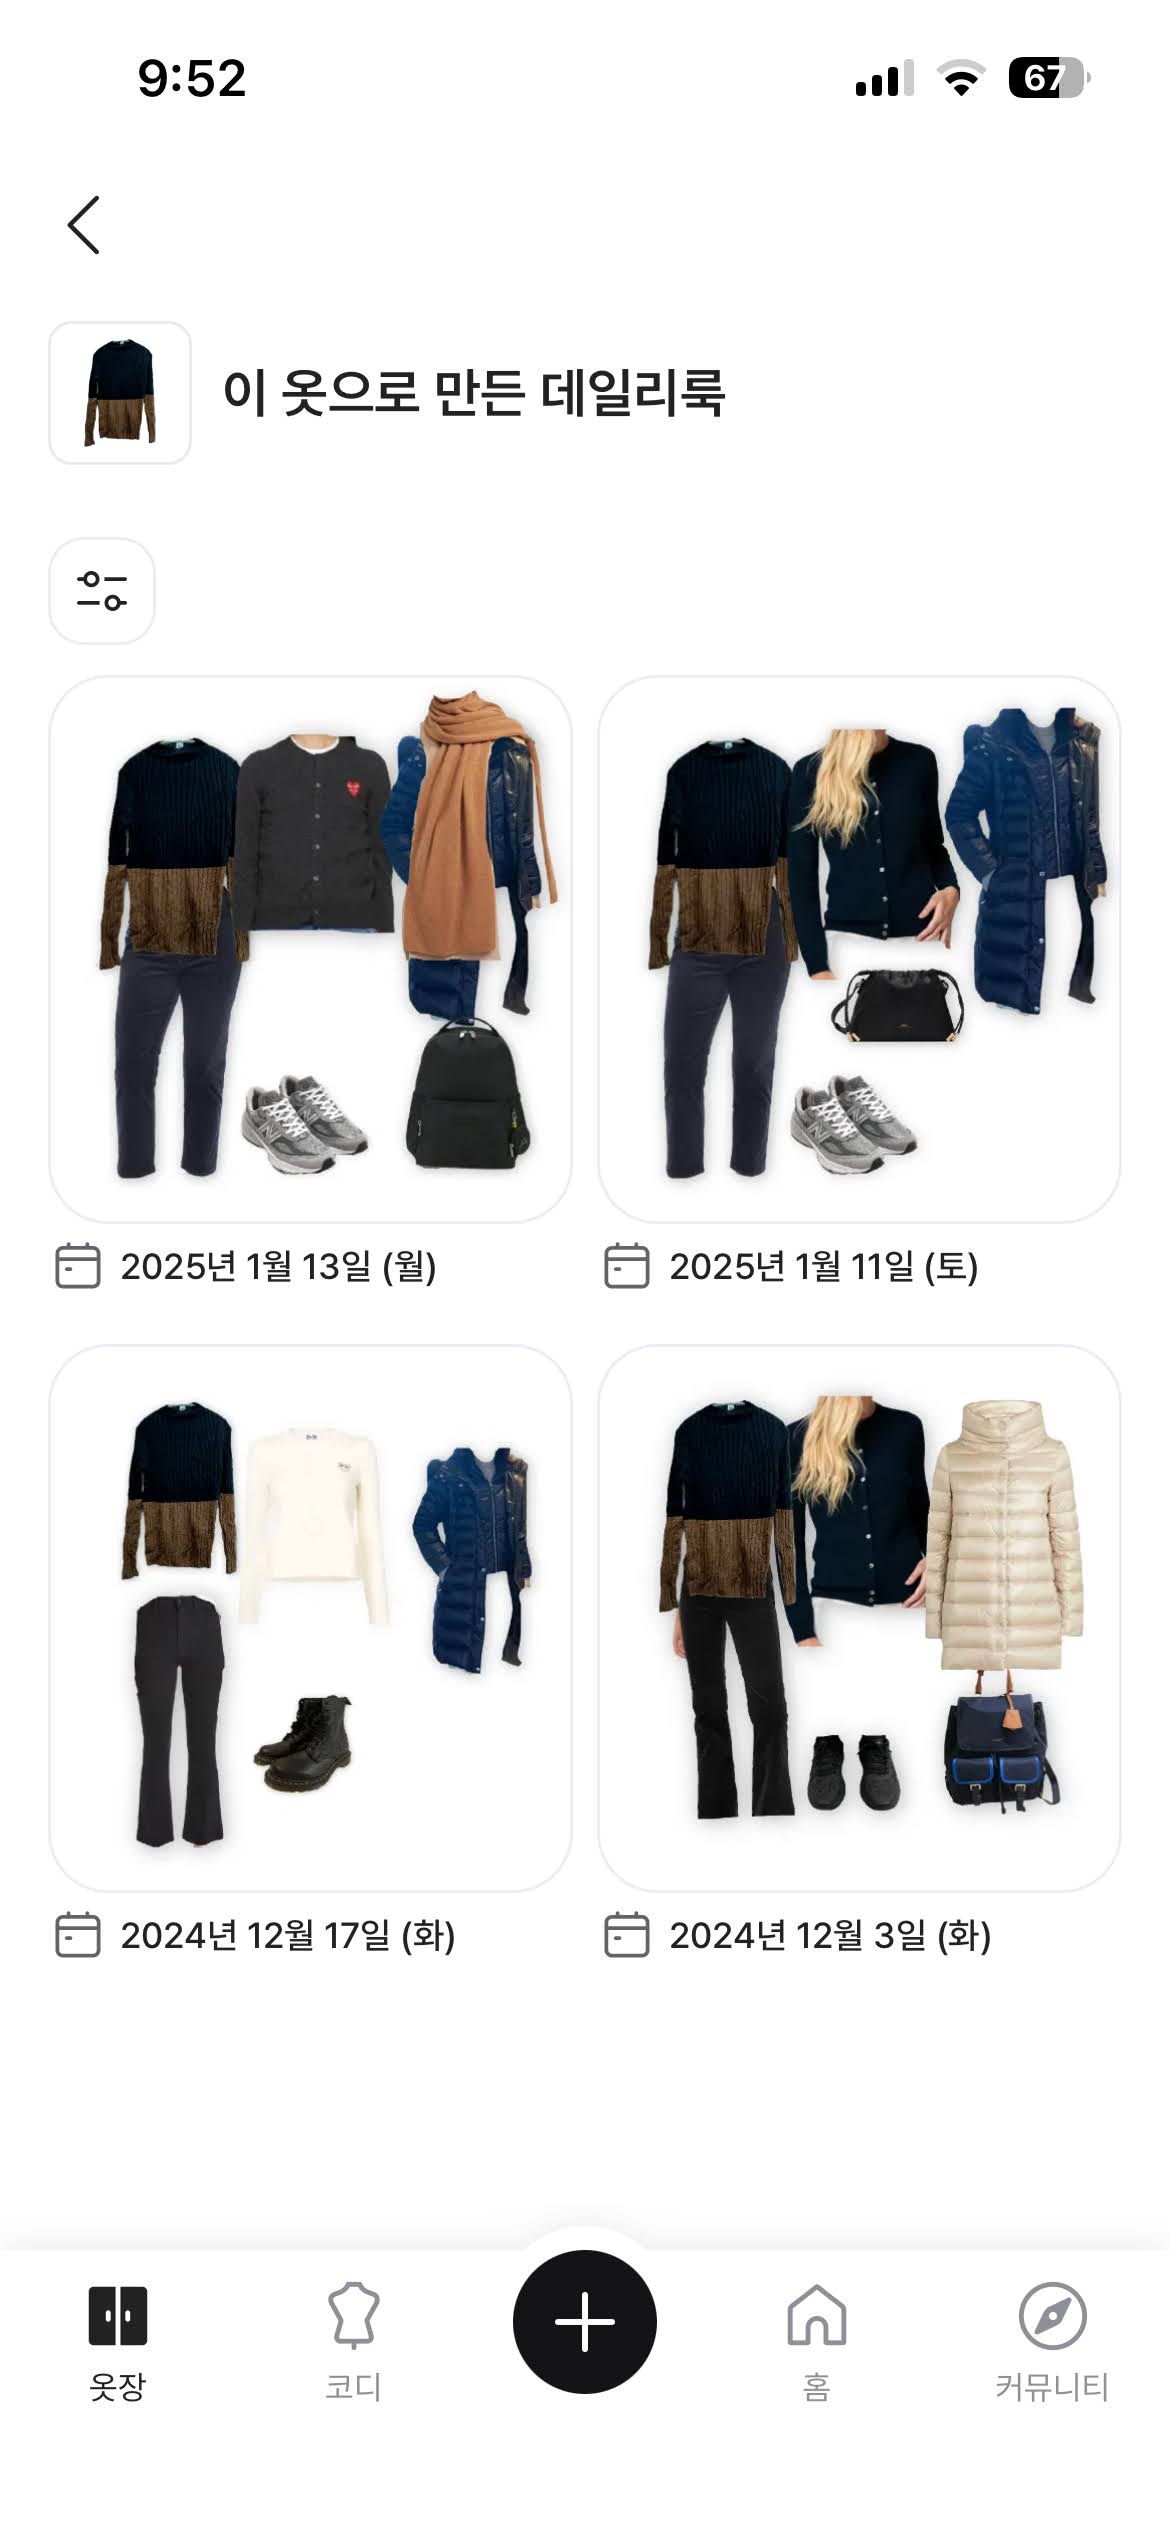 9:52
67
이 옷으로 만든 데일리룩
2025년 1월 13일 (월)
2025년 1월 11일 (토)
2024년 12월 17일 (화)
2024년 12월 3일 (화)
옷장
코디
홈
커뮤니티